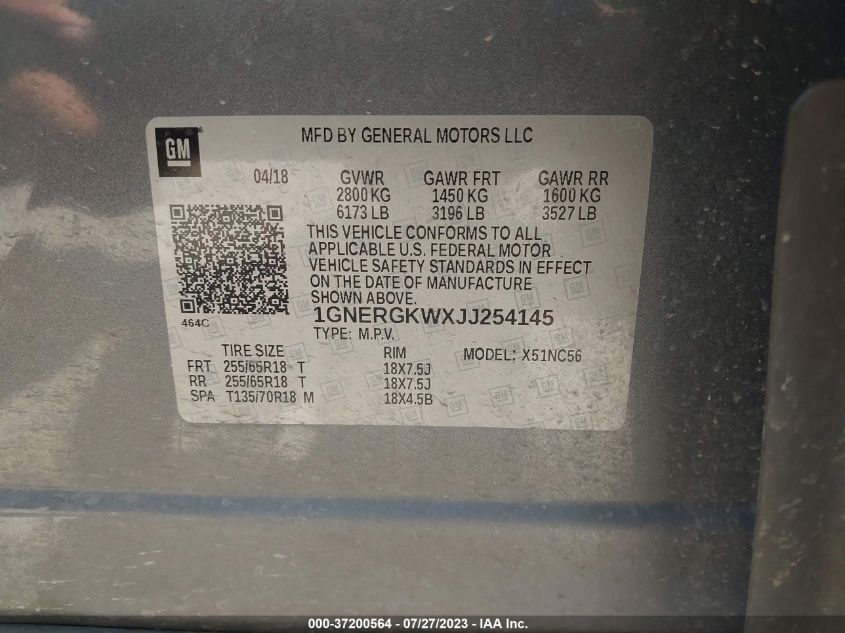 GM
MFD BY GENERAL MOTORS LLC
04/18 GVWR GAWR FRT GAWR RR
2800 KG 1450 KG 1600 KG
6173 LB 3196 LB 3527 LB
THIS VEHICLE CONFORMS TO ALL
APPLICABLE U.S. FEDERAL MOTOR
VEHICLE SAFETY STANDARDS IN EFFECT
ON THE DATE OF MANUFACTURE
SHOWN ABOVE.
464C
1GNERGKWXJJ254145
TYPE: M.P.V.
TIRE SIZE RIM MODEL: X51NC56
FRT 255/65R18 T 18X7.5J
RR 255/65R18 T 18X7.5J
SPA T135/70R18 M 18X4.5B
000-37200564 - 07/27/2023 - IAA Inc.